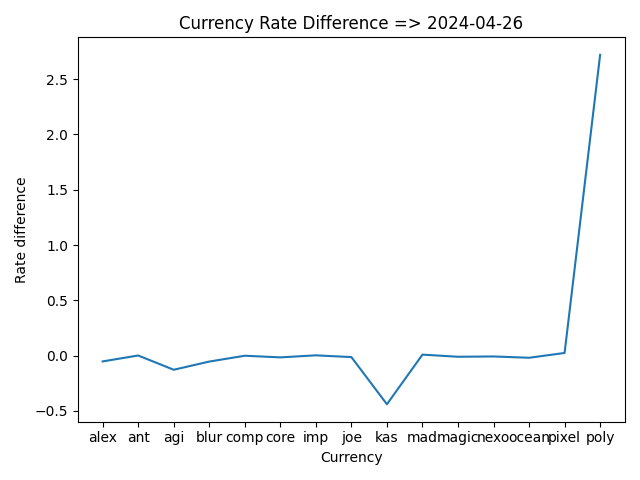 Currency Rate Difference => 2024-04-26
2.5
2.0
1.5
1.0
0.5
0.0
−0.5
Rate difference
alex ant agi blur comp core imp joe kas mad magic nexo ocean pixel poly
Currency